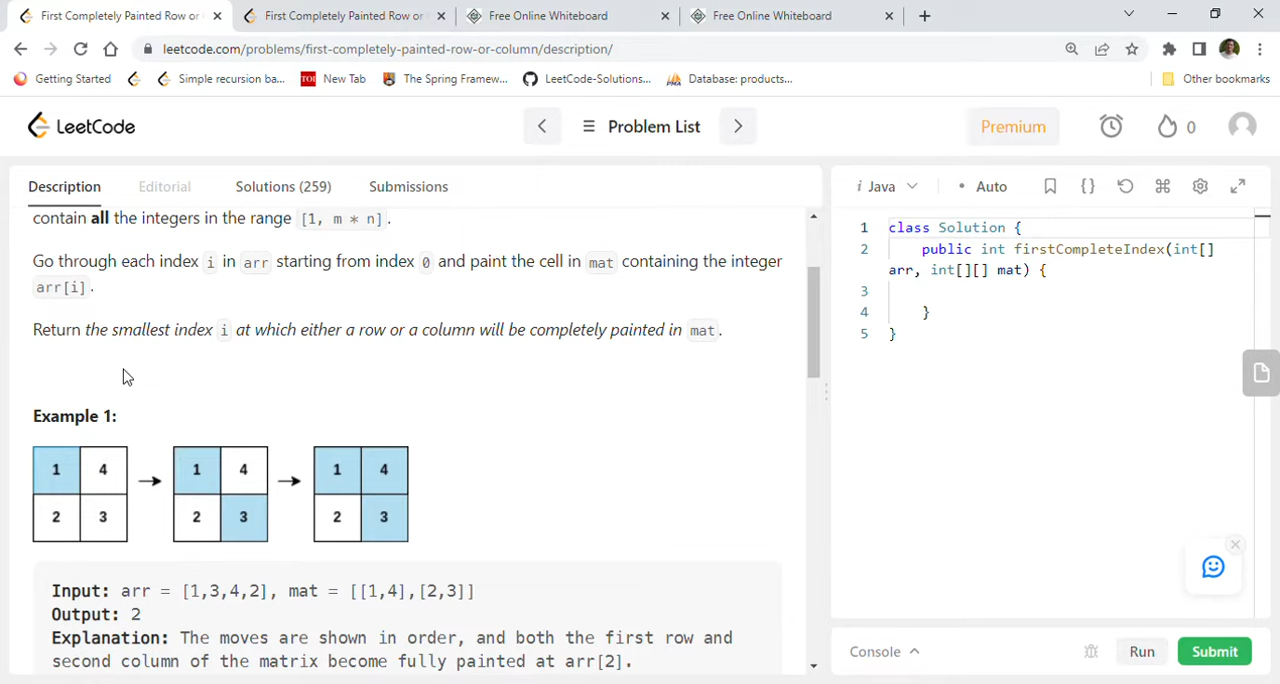 First Completely Painted Row or
First Completely Painted Row or
Free Online Whiteboard
Free Online Whiteboard
leetcode.com/problems/first-completely-painted-row-or-column/description/
Getting Started
Simple recursion ba...
TOI
New Tab
The Spring Framew...
LeetCode-Solutions...
Database: products...
Other bookmarks
LeetCode
Problem List
Premium
0
Description
Editorial
Solutions (259)
Submissions
i Java
• Auto
contain all the integers in the range [1, m * n].
Go through each index i in arr starting from index 0 and paint the cell in mat containing the integer
arr[i].
Return the smallest index i at which either a row or a column will be completely painted in mat.
Example 1:
1 4 1 4 1 4
2 3 2 3 2 3
Input: arr = [1,3,4,2], mat = [[1,4],[2,3]]
Output: 2
Explanation: The moves are shown in order, and both the first row and
second column of the matrix become fully painted at arr[2].
1 class Solution {
2 public int firstCompleteIndex(int[]
arr, int[][] mat) {
3
4 }
5 }
Console
Run
Submit